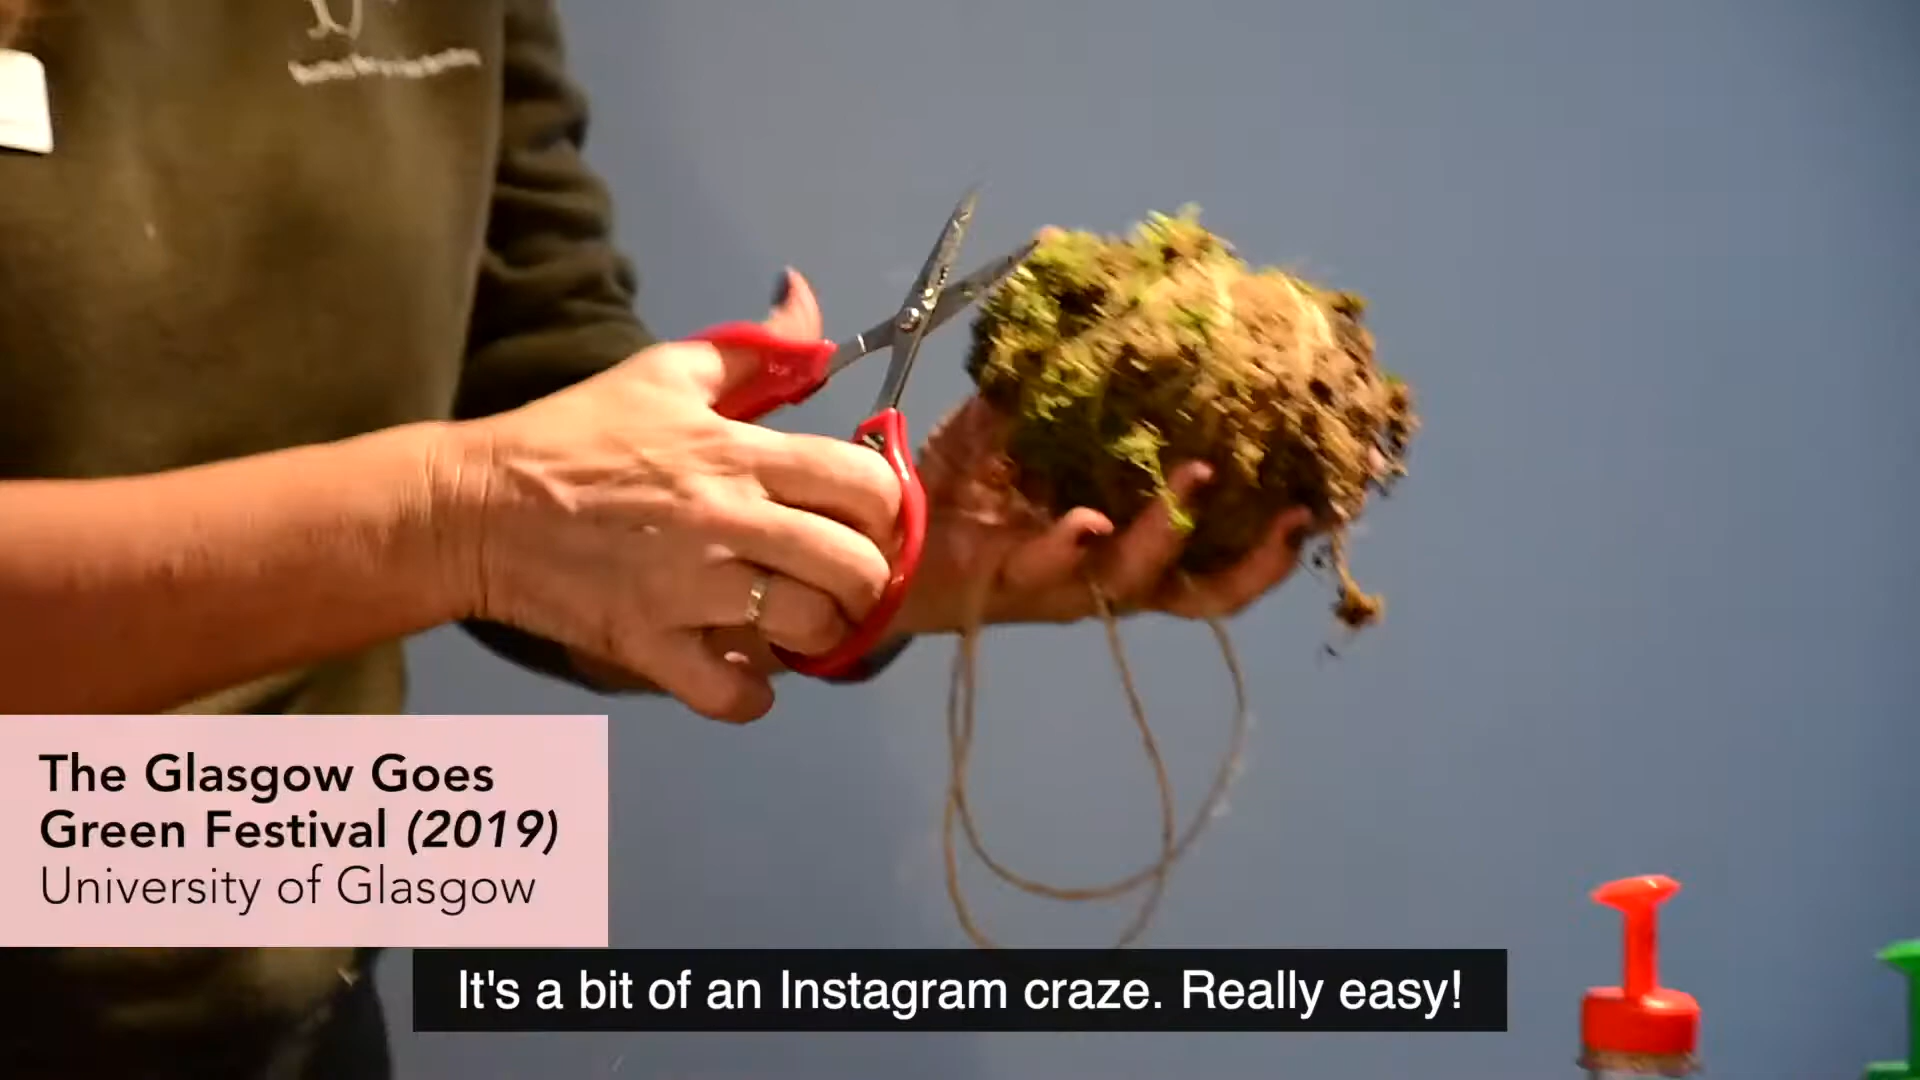 The Glasgow Goes
Green Festival (2019)
University of Glasgow
It's a bit of an Instagram craze. Really easy!